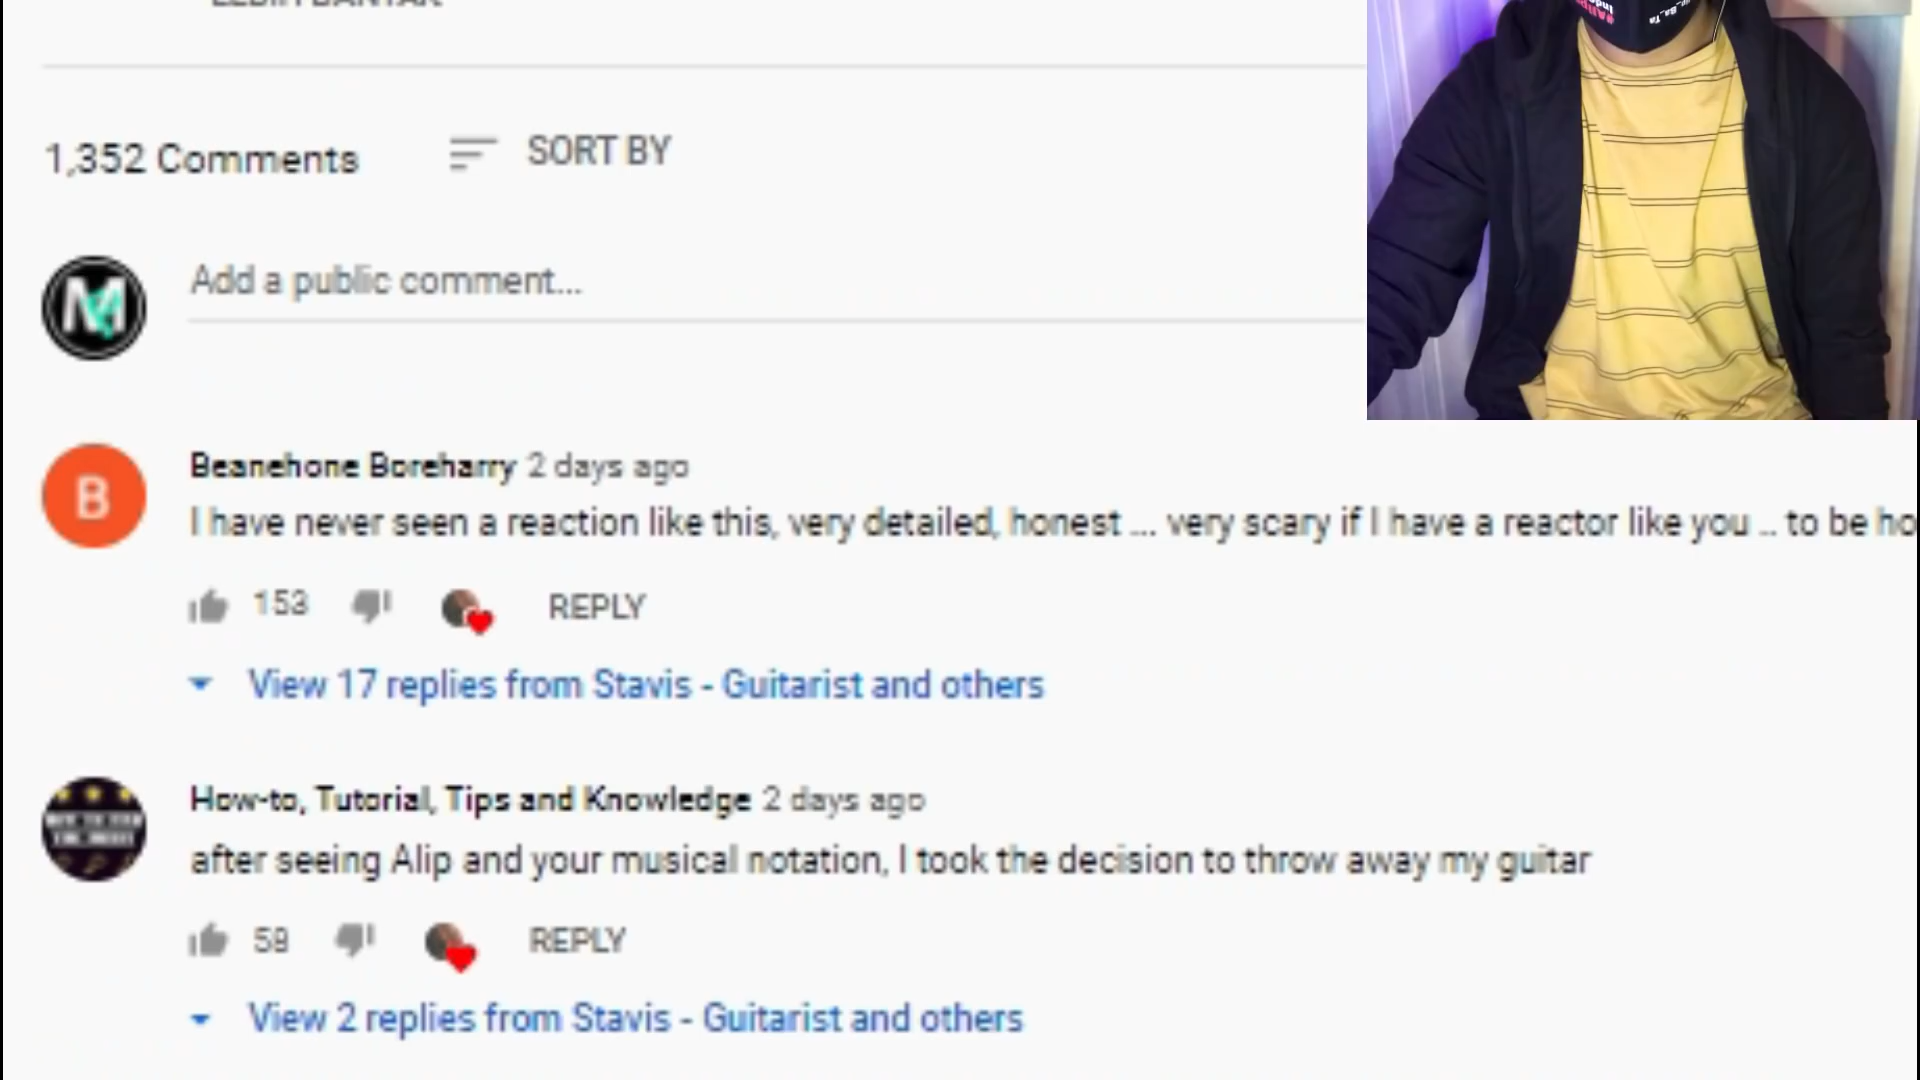 LEBIH BANYAK
1,352 Comments
SORT BY
M
Add a public comment...
B
Beanehone Boreharry 2 days ago
I have never seen a reaction like this, very detailed, honest ... very scary if I have a reactor like you .. to be ho
153
REPLY
View 17 replies from Stavis - Guitarist and others
How-to, Tutorial, Tips and Knowledge 2 days ago
after seeing Alip and your musical notation, I took the decision to throw away my guitar
59
REPLY
View 2 replies from Stavis - Guitarist and others